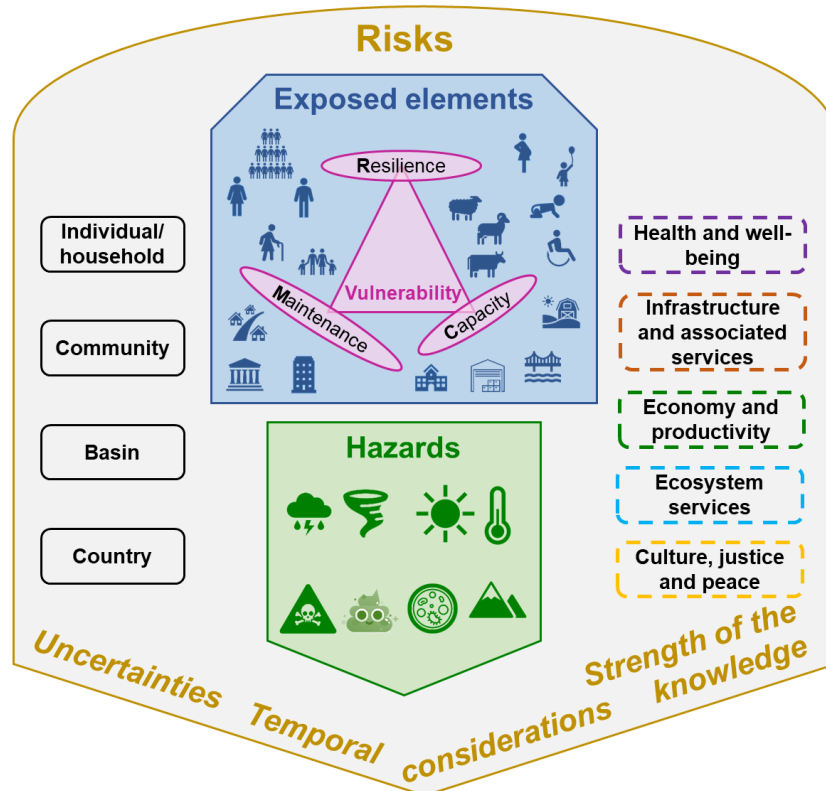 Risks
Exposed elements
Resilience
Vulnerability
Maintenance
Capacity
Individual/
household
Community
Basin
Country
Hazards
Health and well-
being
Infrastructure
and associated
services
Economy and
productivity
Ecosystem
services
Culture, justice
and peace
Uncertainties
Temporal
considerations
Strength of the
knowledge